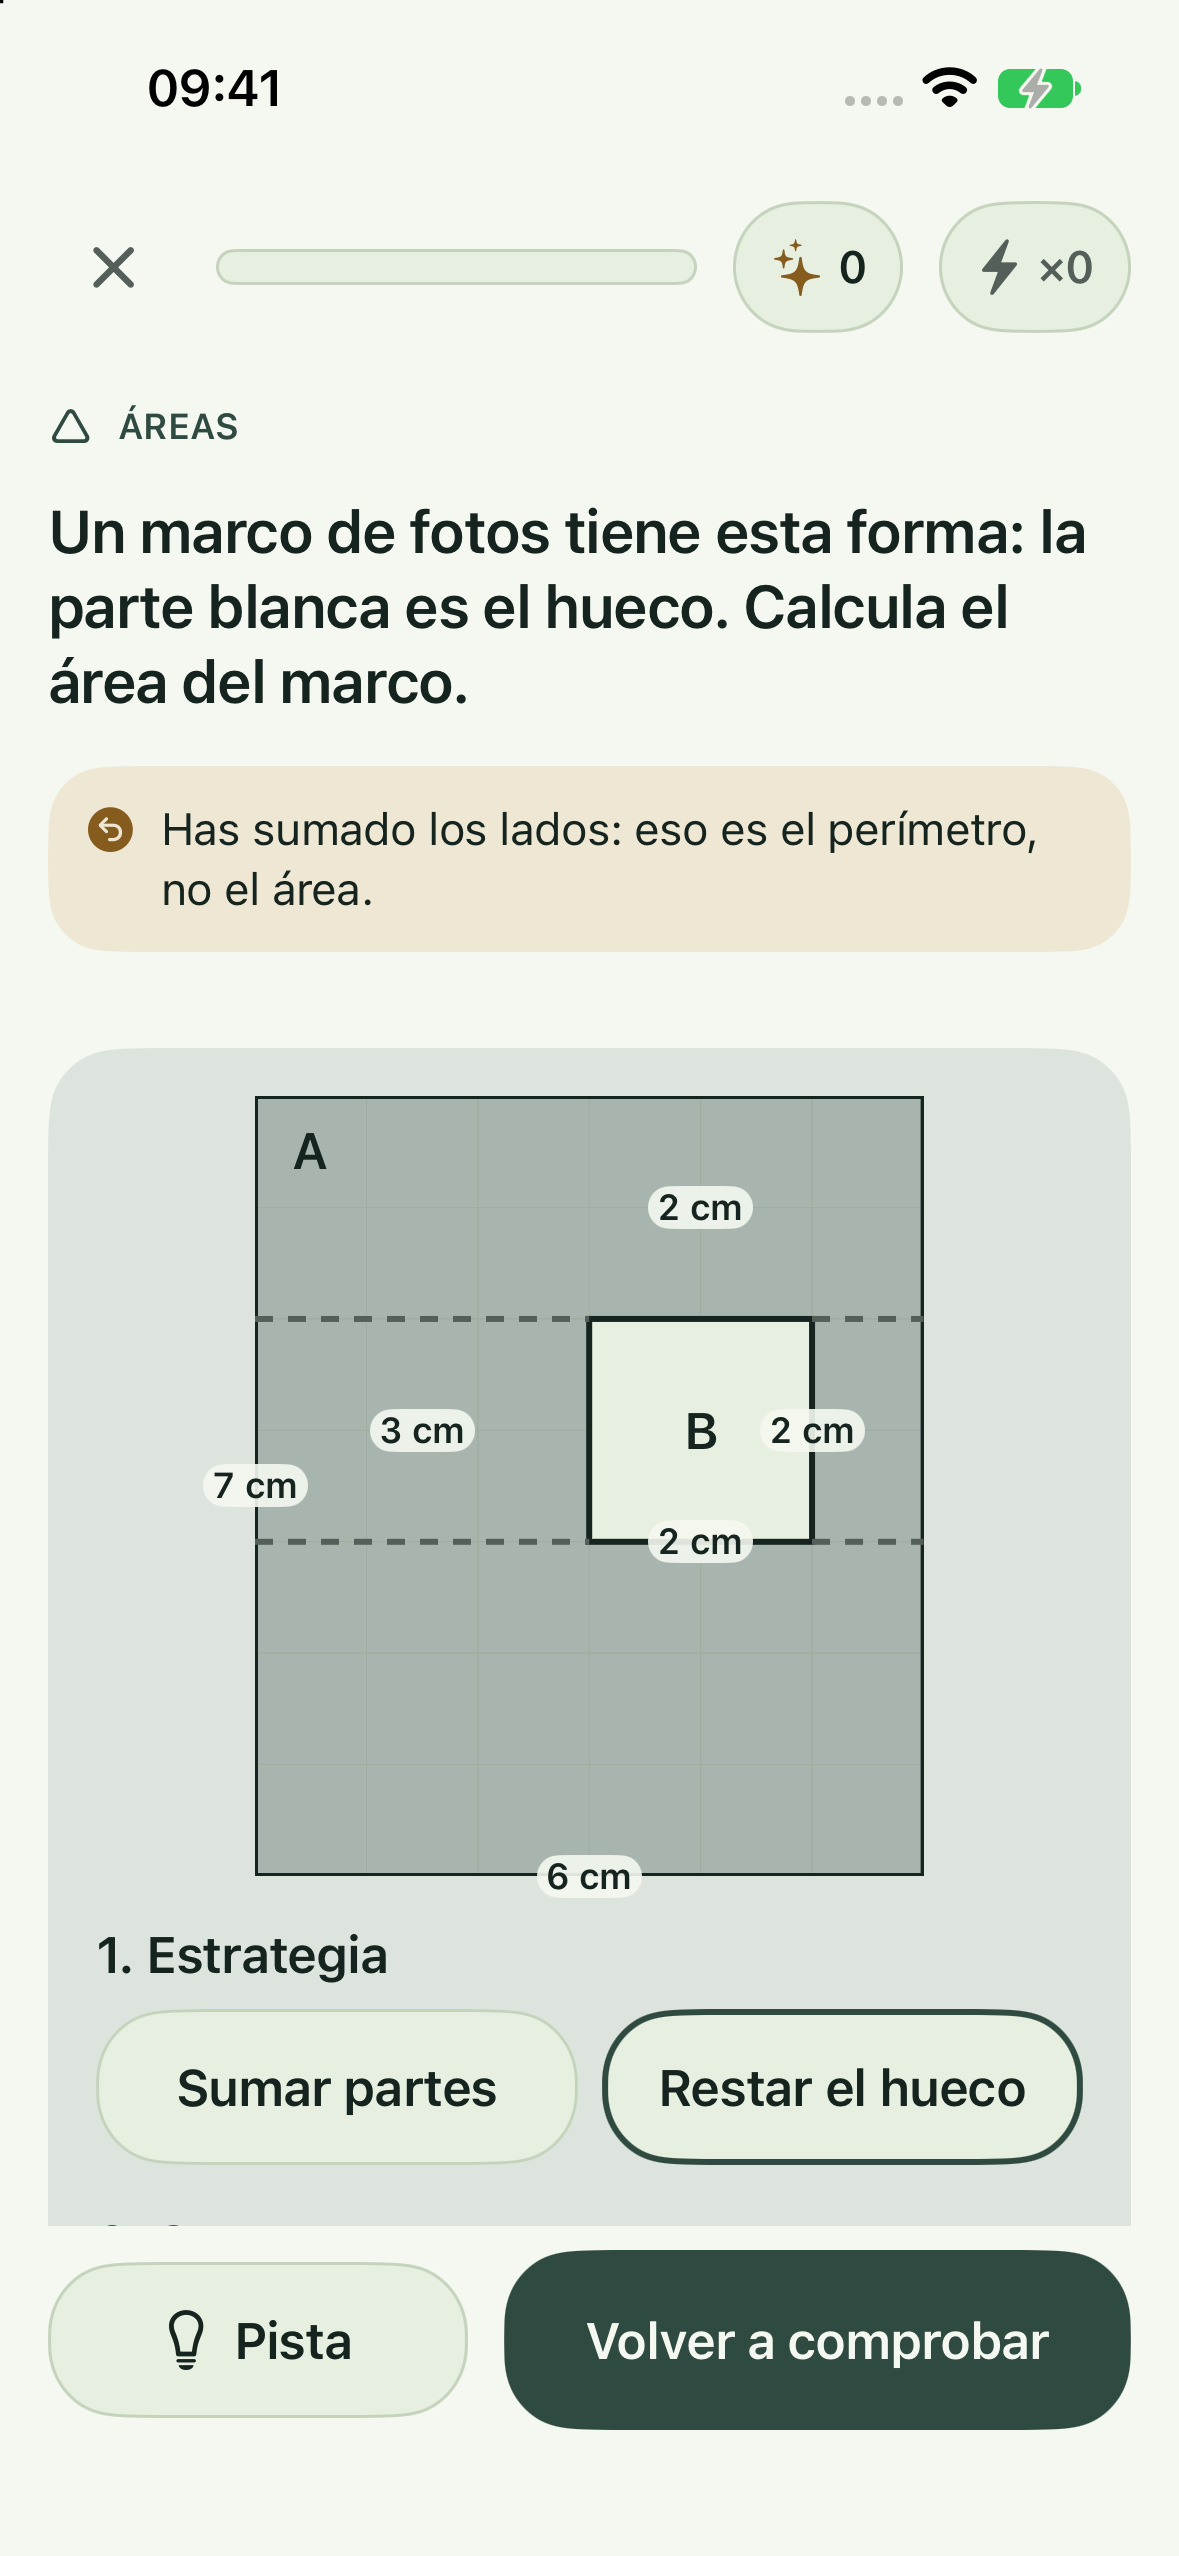 09:41
0
×0
ÁREAS
Un marco de fotos tiene esta forma: la
parte blanca es el hueco. Calcula el
área del marco.
Has sumado los lados: eso es el perímetro,
no el área.
A
2 cm
3 cm
B
2 cm
7 cm
2 cm
6 cm
1. Estrategia
Sumar partes
Restar el hueco
Pista
Volver a comprobar